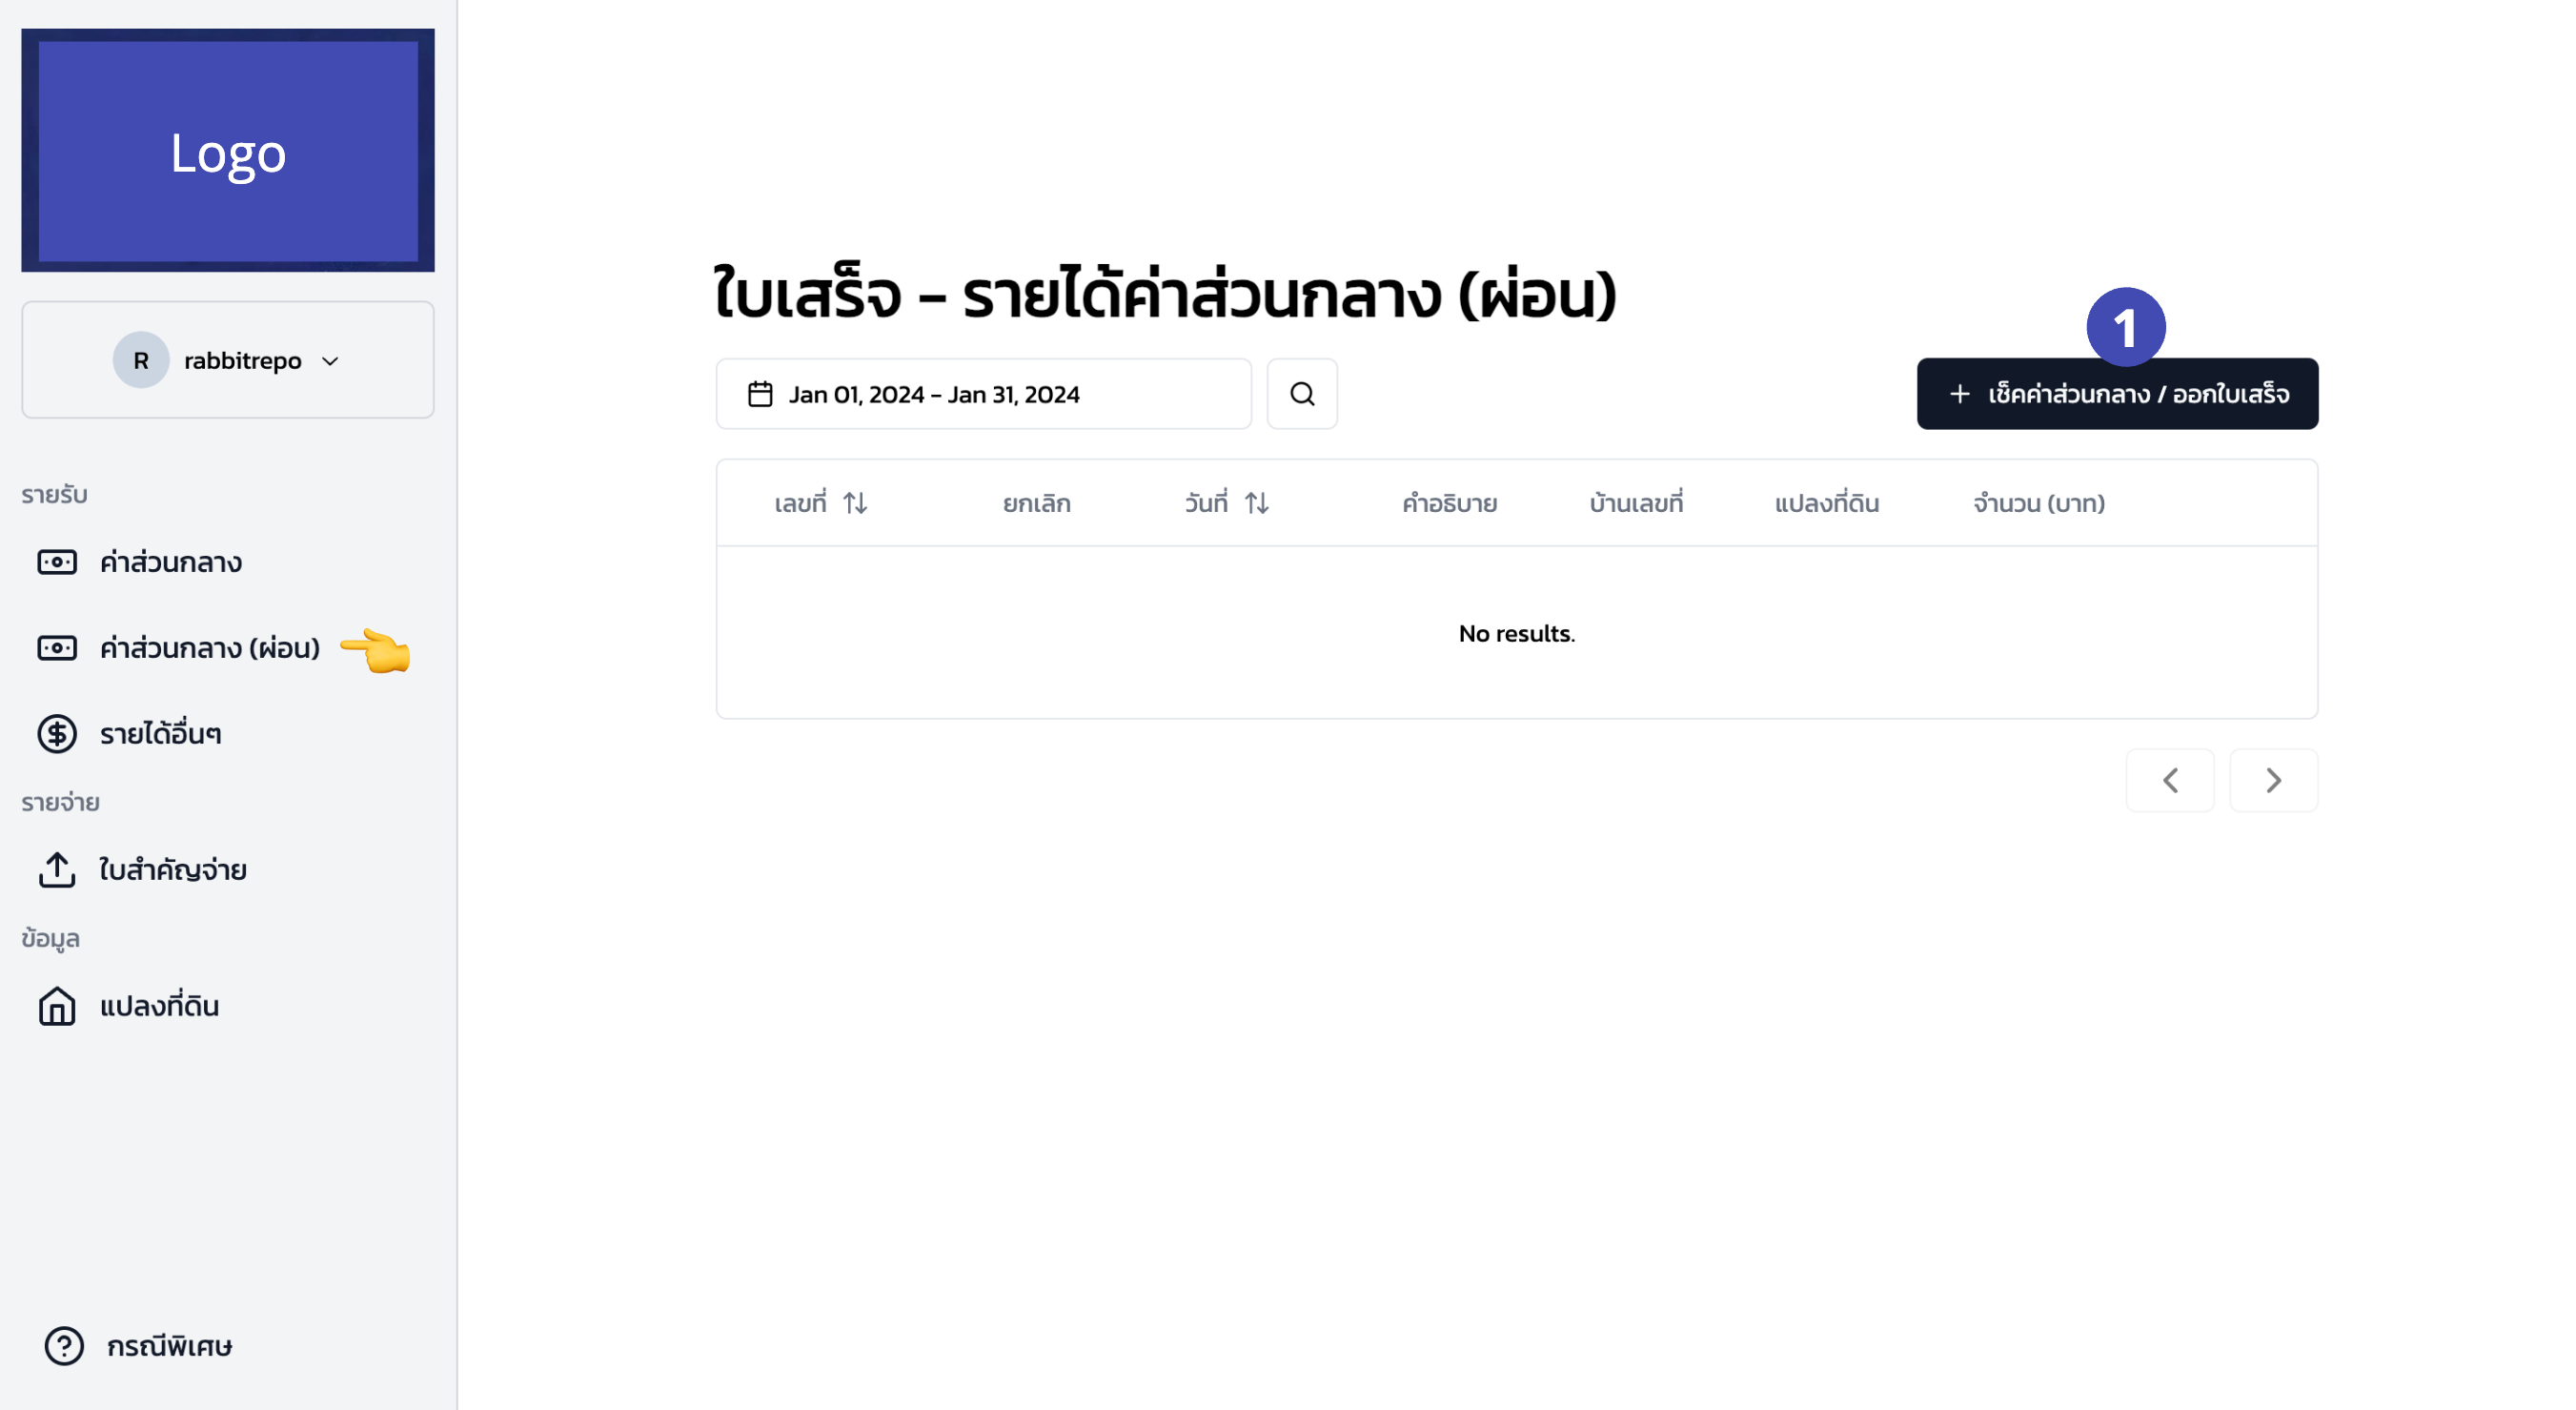 Logo
R rabbitrepo
รายรับ
ค่าส่วนกลาง
ค่าส่วนกลาง (ผ่อน)
รายได้อื่นๆ
รายจ่าย
ใบสำคัญจ่าย
ข้อมูล
แปลงที่ดิน
กรณีพิเศษ
ใบเสร็จ - รายได้ค่าส่วนกลาง (ผ่อน)
1
Jan 01, 2024 - Jan 31, 2024
+ เช็คค่าส่วนกลาง / ออกใบเสร็จ
เลขที่ ยกเลิก วันที่ คำอธิบาย บ้านเลขที่ แปลงที่ดิน จำนวน (บาท)
No results.